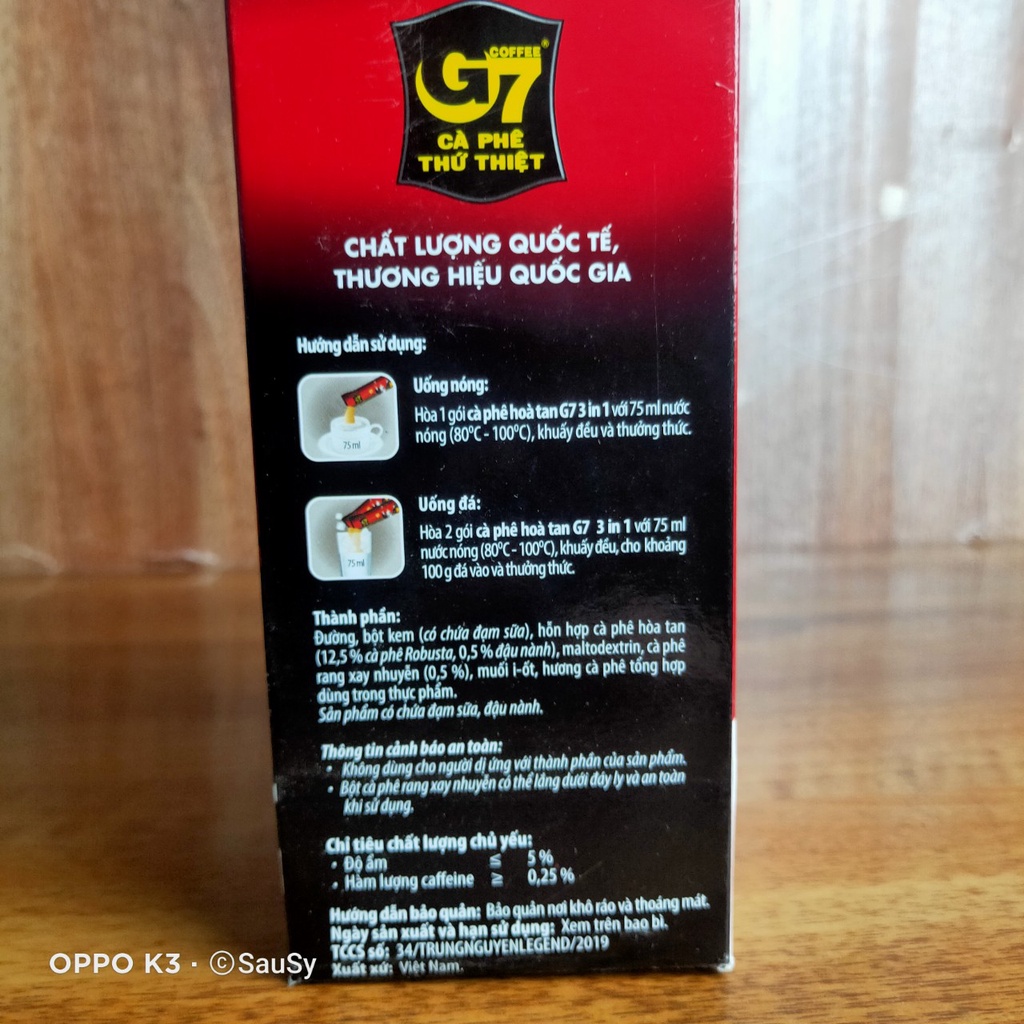 COFFEE®
G7
CÀ PHÊ
THỨ THIỆT
CHẤT LƯỢNG QUỐC TẾ,
THƯƠNG HIỆU QUỐC GIA
Hướng dẫn sử dụng:
Uống nóng:
Hòa 1 gói cà phê hoà tan G7 3 in 1 với 75 ml nước
nóng (80°C - 100°C), khuấy đều và thưởng thức.
75 ml
Uống đá:
Hòa 2 gói cà phê hoà tan G7 3 in 1 với 75 ml
nước nóng (80°C - 100°C), khuấy đều, cho khoảng
100 g đá vào và thưởng thức.
75 ml
Thành phần:
Đường, bột kem (có chứa đạm sữa), hỗn hợp cà phê hòa tan
(12,5 % cà phê Robusta, 0,5 % đậu nành), maltodextrin, cà phê
rang xay nhuyễn (0,5 %), muối i-ốt, hương cà phê tổng hợp
dùng trong thực phẩm.
Sản phẩm có chứa đạm sữa, đậu nành.
Thông tin cảnh báo an toàn:
• Không dùng cho người dị ứng với thành phần của sản phẩm.
• Bột cà phê rang xay nhuyễn có thể lắng dưới đáy ly và an toàn
khi sử dụng.
Chỉ tiêu chất lượng chủ yếu:
• Độ ẩm ≤ 5 %
• Hàm lượng caffeine ≥ 0,25 %
Hướng dẫn bảo quản: Bảo quản nơi khô ráo và thoáng mát.
Ngày sản xuất và hạn sử dụng: Xem trên bao bì.
TCCS số: 34/TRUNGNGUYENLEGEND/2019
Xuất xứ: Việt Nam.
OPPO K3 · ©SauSy